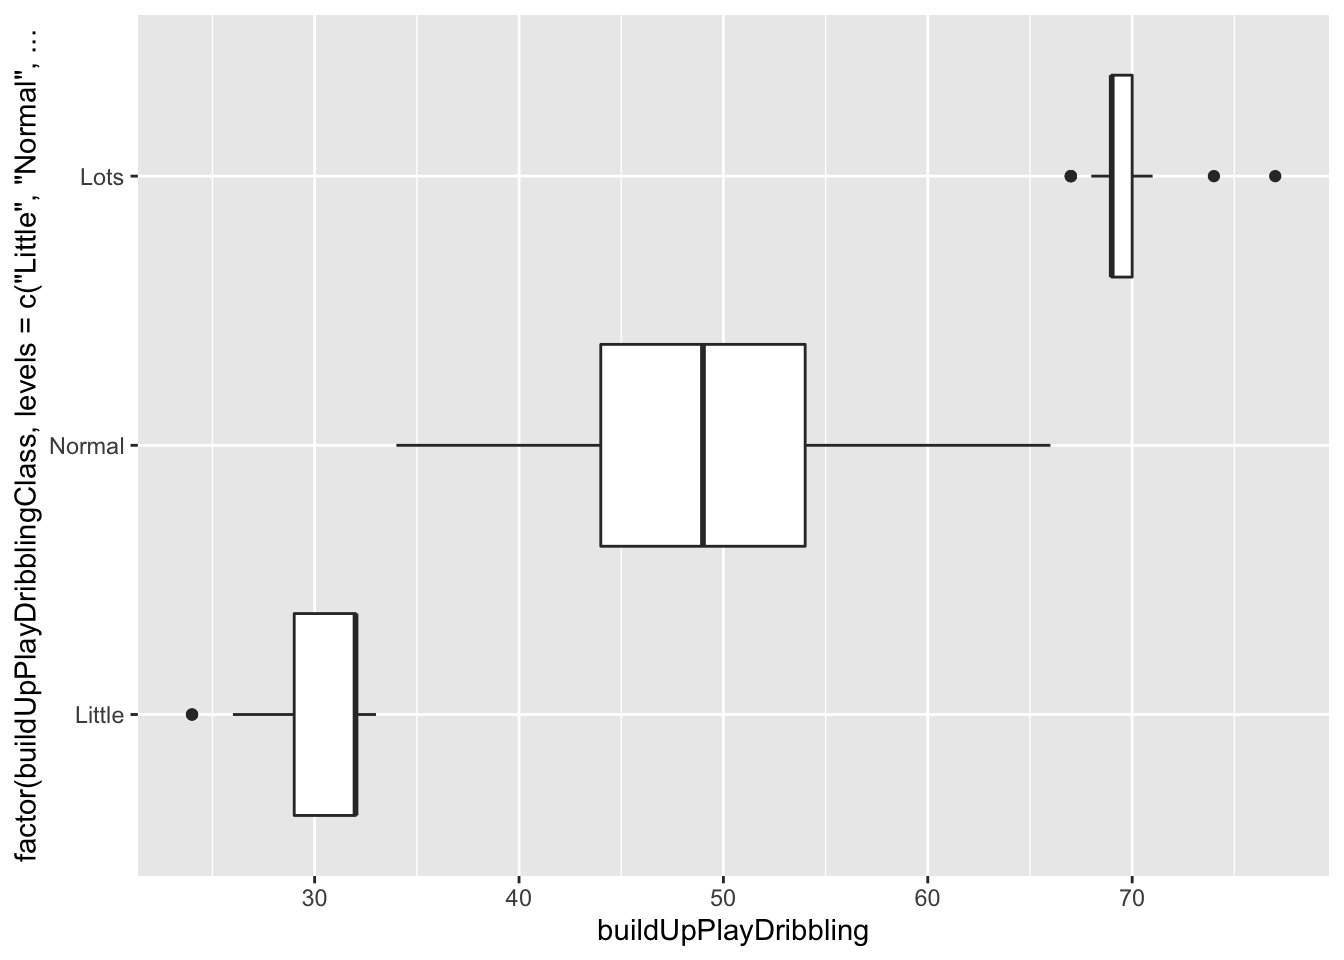 factor(buildUpPlayDribblingClass, levels = c("Little", "Normal", ...
Lots
Normal
Little
30 40 50 60 70
buildUpPlayDribbling